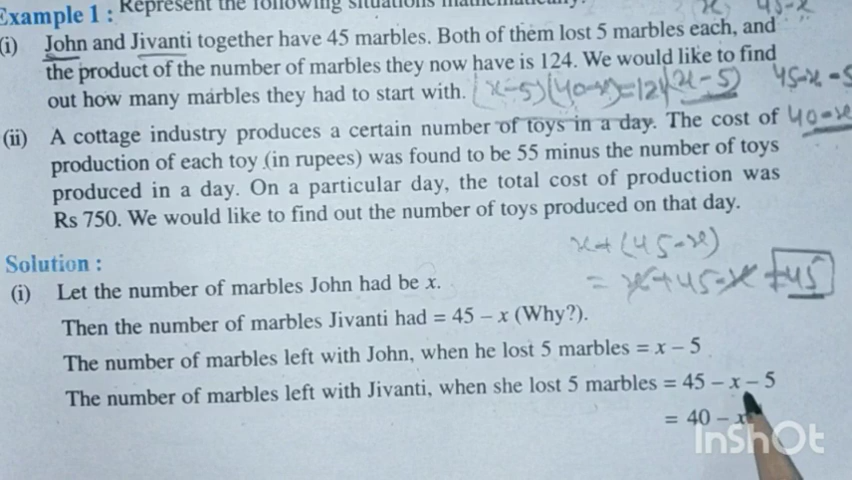 Example 1 : Represent the following situations mathematically.
x 45-x
(i) John and Jivanti together have 45 marbles. Both of them lost 5 marbles each, and
the product of the number of marbles they now have is 124. We would like to find
out how many marbles they had to start with. (x-5)(40-x)=124 (x-5) 45-x-5
(ii) A cottage industry produces a certain number of toys in a day. The cost of 40-x
production of each toy (in rupees) was found to be 55 minus the number of toys
produced in a day. On a particular day, the total cost of production was
Rs 750. We would like to find out the number of toys produced on that day.
x+(45-x)
Solution :
= x+45-x = 45
(i) Let the number of marbles John had be x.
Then the number of marbles Jivanti had = 45 – x (Why?).
The number of marbles left with John, when he lost 5 marbles = x – 5
The number of marbles left with Jivanti, when she lost 5 marbles = 45 – x – 5
= 40 – x
InShOt